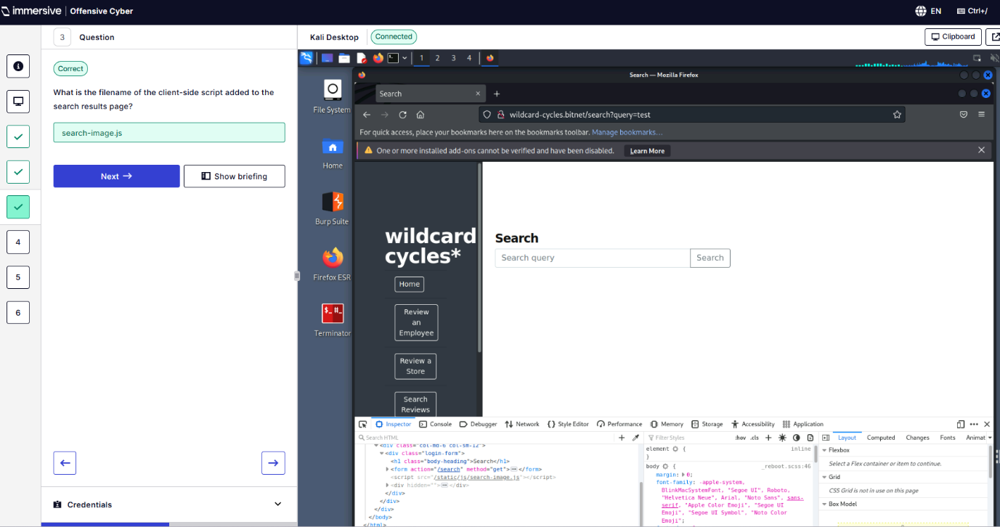 immersive | Offensive Cyber
EN
Ctrl+/
3 Question
Kali Desktop
Connected
Clipboard
Correct
What is the filename of the client-side script added to the
search results page?
search-image.js
Next →
Show briefing
4
5
6
Credentials
1 2 3 4
File System
Home
Burp Suite
Firefox ESR
$_ #_
Terminator
Search — Mozilla Firefox
Search
wildcard-cycles.bitnet/search?query=test
For quick access, place your bookmarks here on the bookmarks toolbar. Manage bookmarks…
One or more installed add-ons cannot be verified and have been disabled.
Learn More
wildcard
cycles*
Home
Review
an
Employee
Review a
Store
Search
Reviews
Search
Search query
Search
Inspector
Console
Debugger
Network
Style Editor
Performance
Memory
Storage
Accessibility
Application
Search HTML
<div class="col-md-6 col-sm-12">
<div class="login-form">
<h1 class="body-heading">Search</h1>
<form action="/search" method="get"></form>
<script src="/static/js/search-image.js"></script>
<div hidden=""></div>
</div>
</div>
</div>
</body>
</html>
Filter Styles
:hov .cls
element { inline
}
body { _reboot.scss:46
margin: 0;
font-family: -apple-system,
BlinkMacSystemFont, "Segoe UI", Roboto,
"Helvetica Neue", Arial, "Noto Sans", sans-
serif, "Apple Color Emoji", "Segoe UI
Emoji", "Segoe UI Symbol", "Noto Color
Emoji";
Layout
Computed
Changes
Fonts
Animat
Flexbox
Select a Flex container or item to continue.
Grid
CSS Grid is not in use on this page
Box Model